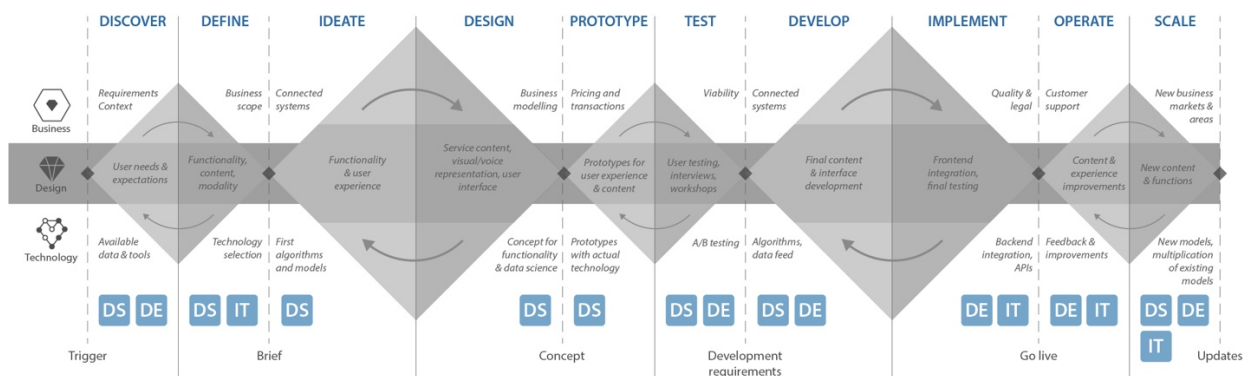 DISCOVER
DEFINE
IDEATE
DESIGN
PROTOTYPE
TEST
DEVELOP
IMPLEMENT
OPERATE
SCALE
Business
Requirements
Context
Business
scope
Connected
systems
Business
modelling
Pricing and
transactions
Viability
Connected
systems
Quality &
legal
Customer
support
New business
markets &
areas
Design
User needs &
expectations
Functionality,
content,
modality
Functionality
& user
experience
Service content,
visual/voice
representation, user
interface
Prototypes for
user experience
& content
User testing,
interviews,
workshops
Final content
& interface
development
Frontend
integration,
final testing
Content &
experience
improvements
New content
& functions
Technology
Available
data & tools
Technology
selection
First
algorithms
and models
Concept for
functionality
& data science
Prototypes
with actual
technology
A/B testing
Algorithms,
data feed
Backend
integration,
APIs
Feedback &
improvements
New models,
multiplication
of existing
models
DS DE
DS IT
DS
DS
DS
DS DE
DS DE
DE IT
DE IT
DS DE
IT
Trigger
Brief
Concept
Development
requirements
Go live
Updates